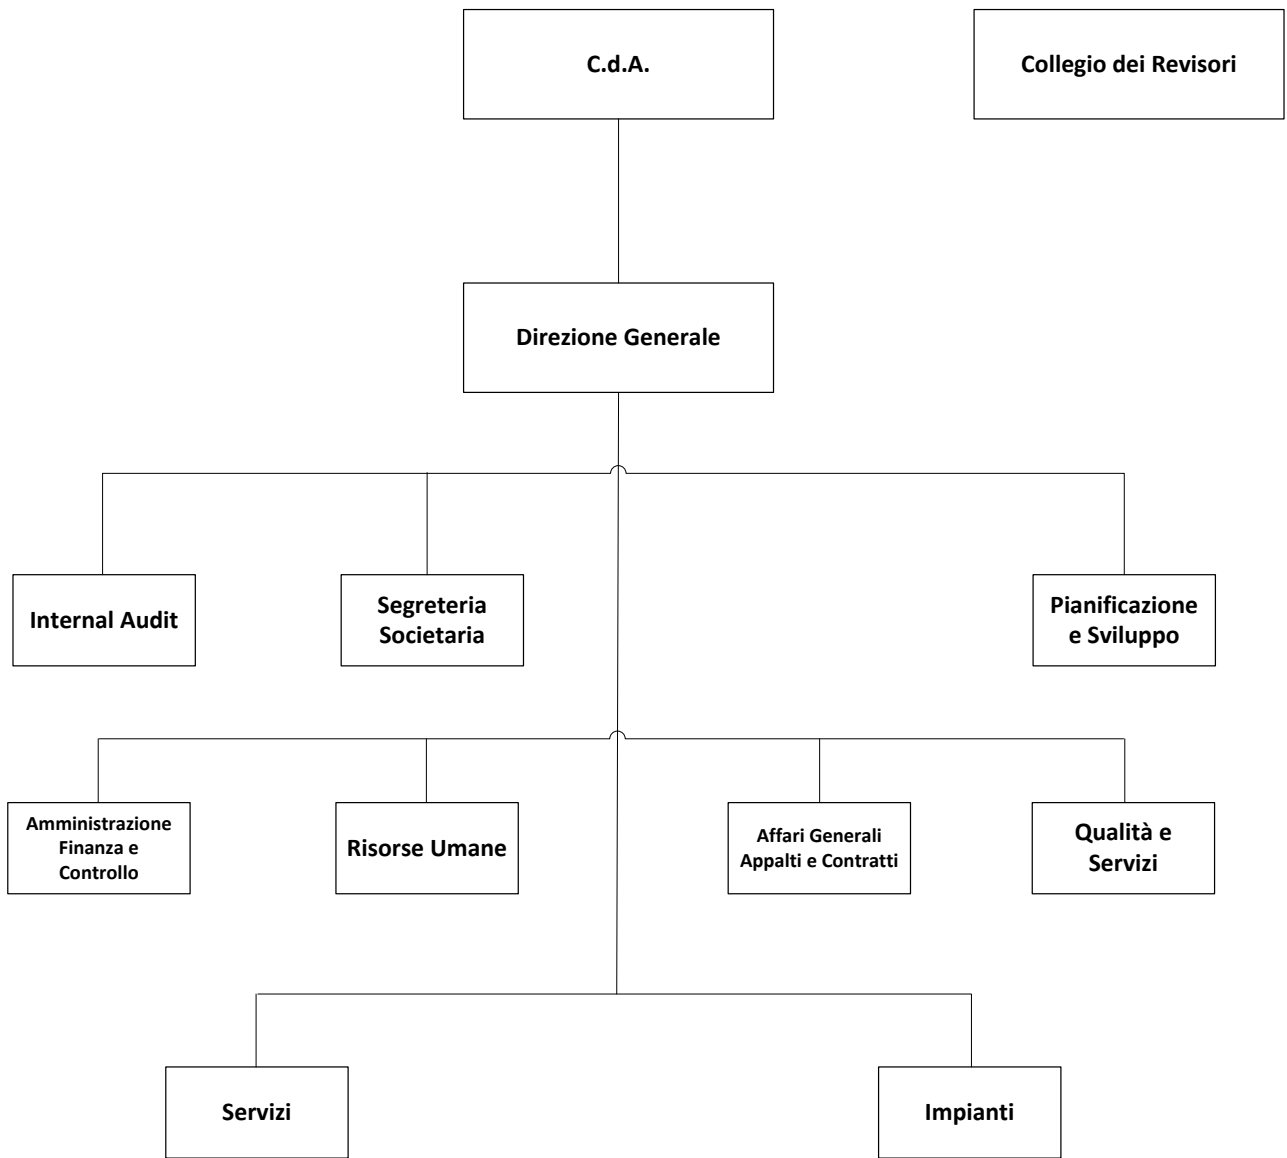 C.d.A.
Collegio dei Revisori
Direzione Generale
Internal Audit
Segreteria
Societaria
Pianificazione
e Sviluppo
Amministrazione
Finanza e
Controllo
Risorse Umane
Affari Generali
Appalti e Contratti
Qualità e
Servizi
Servizi
Impianti